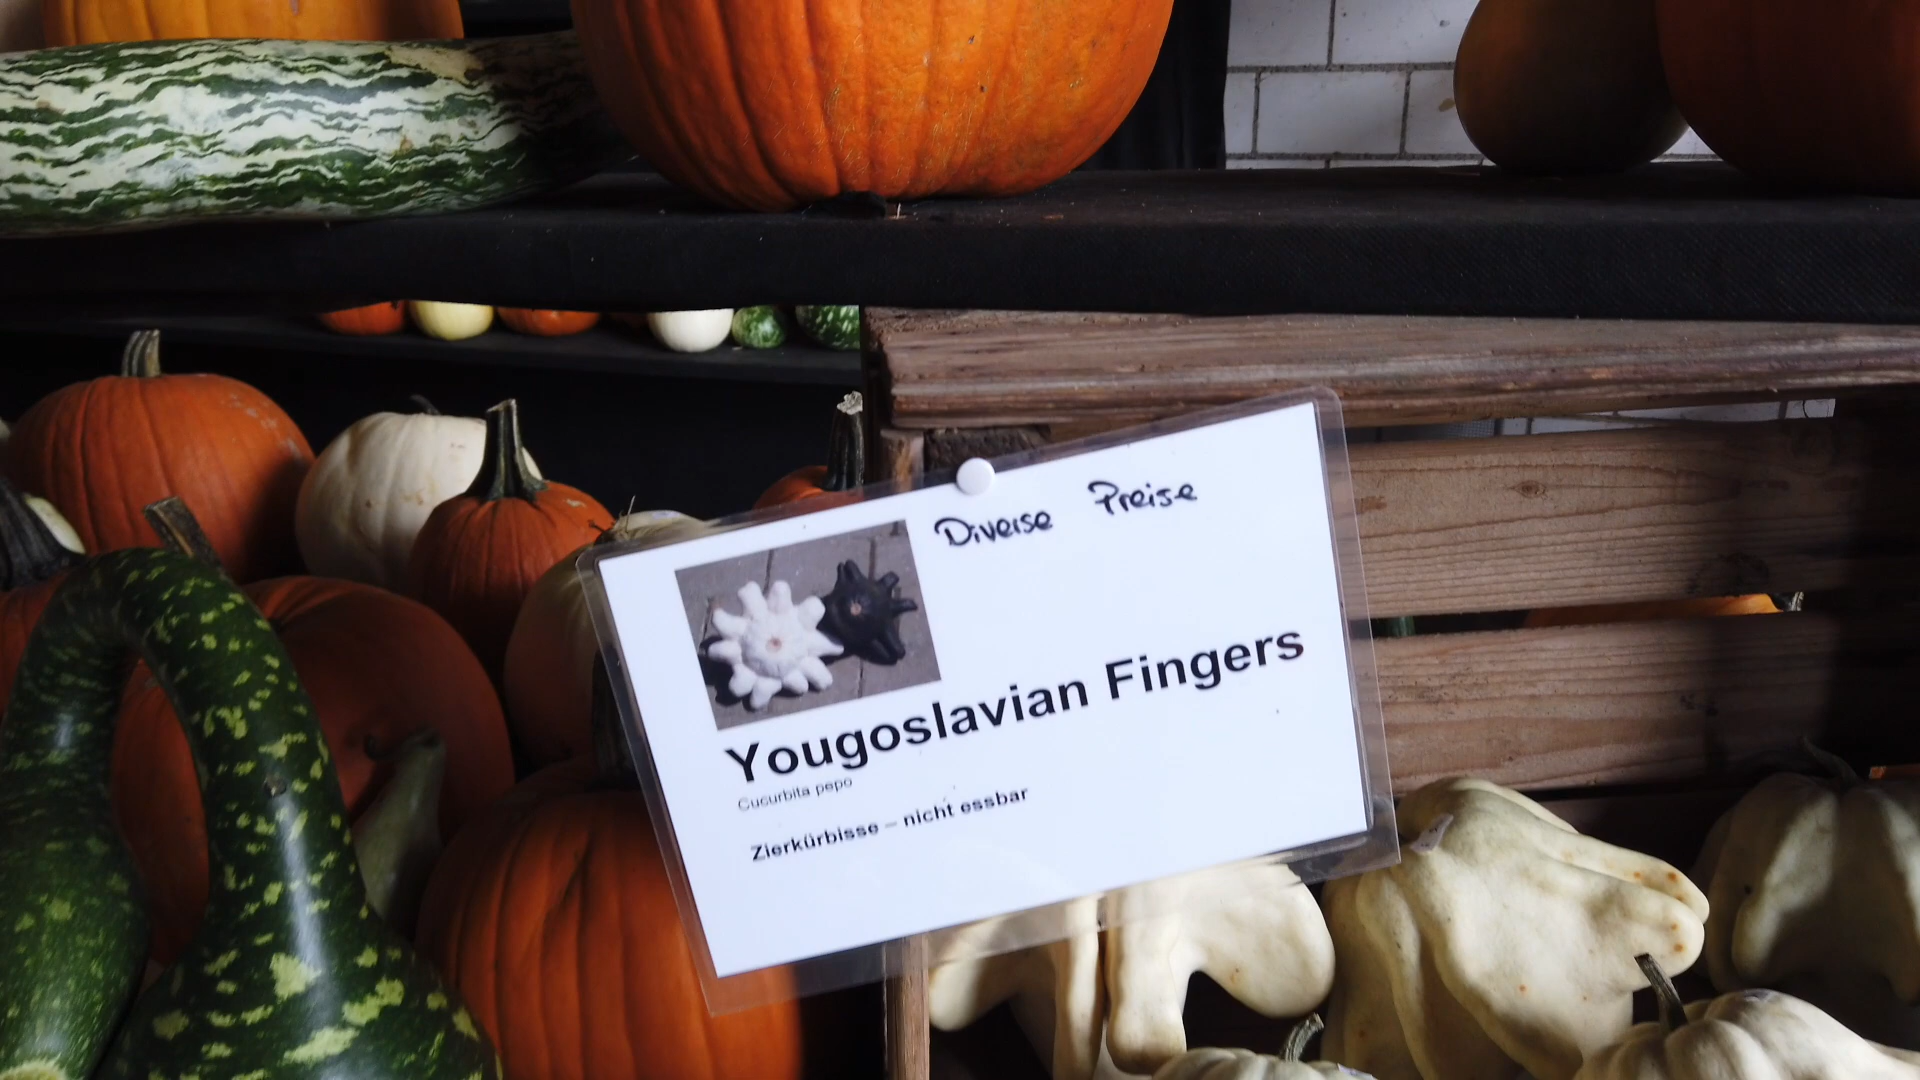 Diverse Preise
Yougoslavian Fingers
Cucurbita pepo
Zierkürbisse – nicht essbar